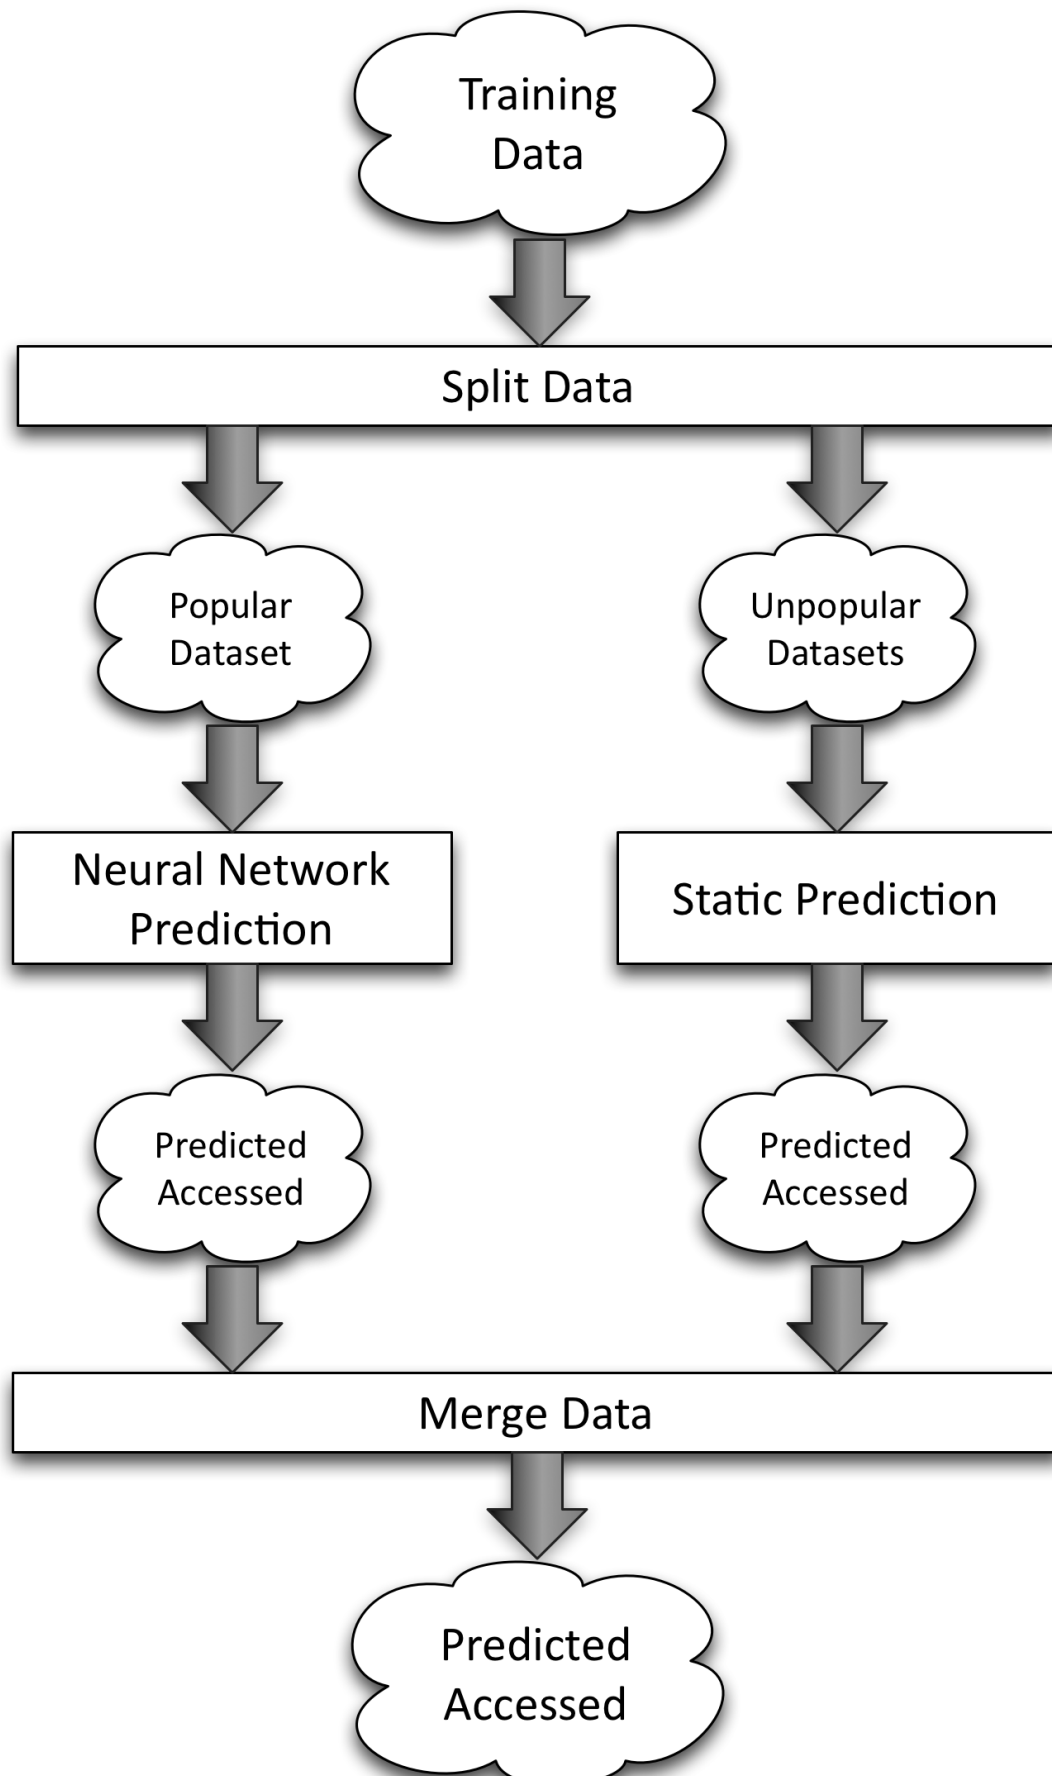 Training
Data
Split Data
Popular
Dataset
Unpopular
Datasets
Neural Network
Prediction
Static Prediction
Predicted
Accessed
Predicted
Accessed
Merge Data
Predicted
Accessed